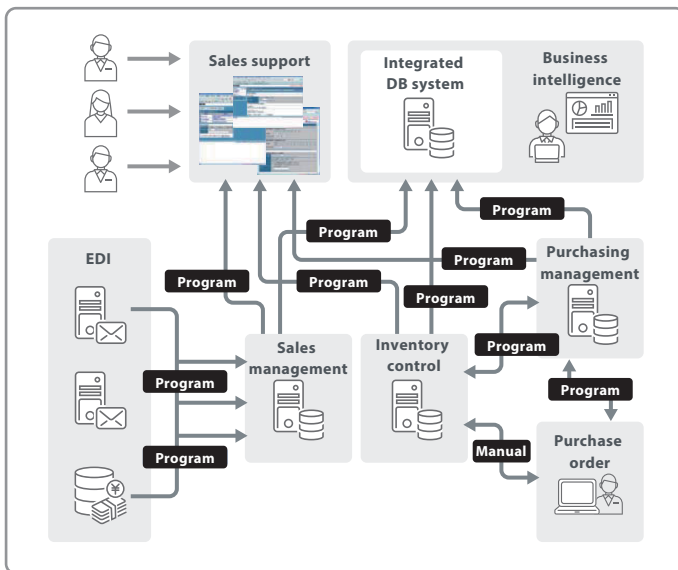 Sales support
Integrated
DB system
Business
intelligence
Program
Program
Program
EDI
Purchasing
management
Program
Program
Program
Sales
management
Inventory
control
Program
Program
Program
Purchase
order
Manual
Program
¥